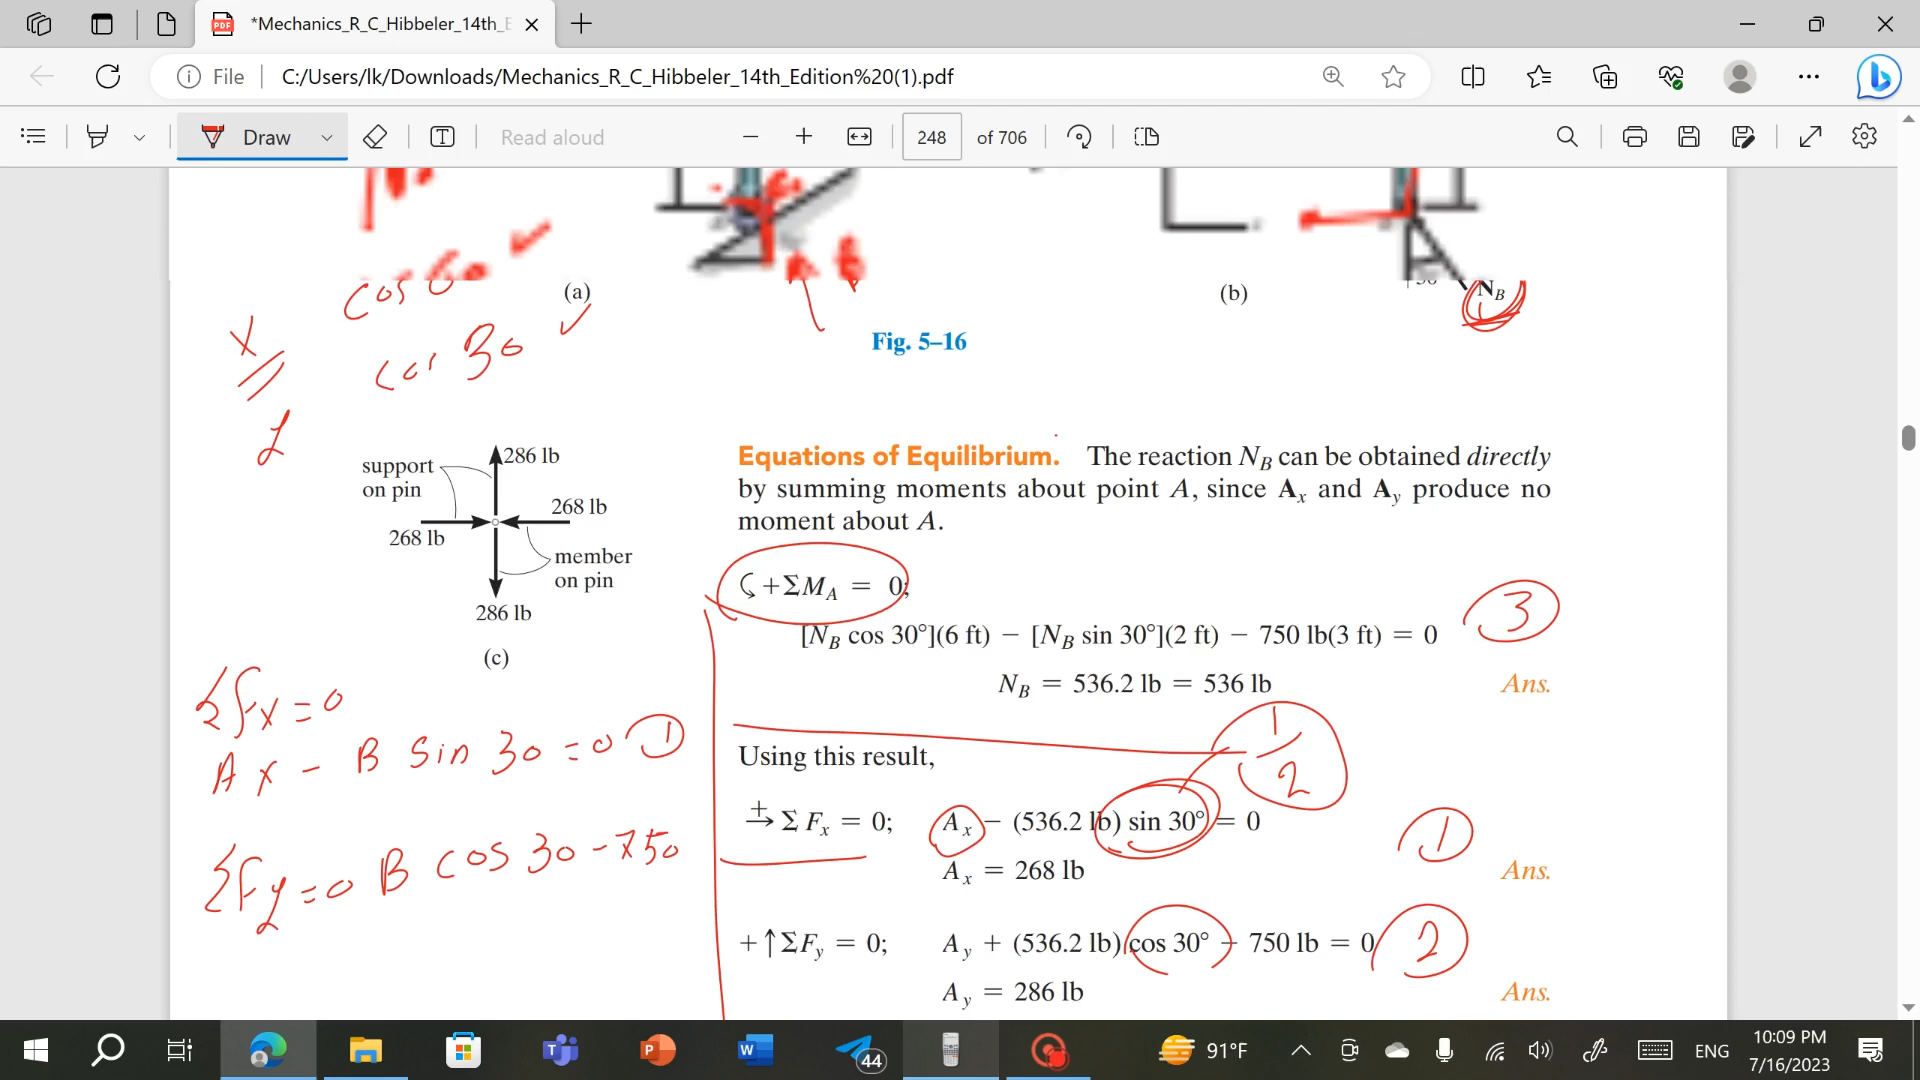 *Mechanics_R_C_Hibbeler_14th_E
File
C:/Users/lk/Downloads/Mechanics_R_C_Hibbeler_14th_Edition%20(1).pdf
Draw
Read aloud
248 of 706
cos 60
(a)
(b)
N_B
cos 30
Fig. 5–16
x
y
286 lb
support
on pin
268 lb
268 lb
member
on pin
286 lb
(c)
Equations of Equilibrium. The reaction N_B can be obtained directly
by summing moments about point A, since A_x and A_y produce no
moment about A.
⤹+ΣM_A = 0;
[N_B cos 30°](6 ft) − [N_B sin 30°](2 ft) − 750 lb(3 ft) = 0
3
N_B = 536.2 lb = 536 lb Ans.
1/2
Using this result,
→+ Σ F_x = 0; A_x − (536.2 lb) sin 30° = 0
1
A_x = 268 lb Ans.
+↑ΣF_y = 0; A_y + (536.2 lb) cos 30° − 750 lb = 0
2
A_y = 286 lb Ans.
Σfx = 0
Ax − B Sin 30 = 0 1
ΣFy = 0 B cos 30 − 750
44
91°F
ENG
10:09 PM
7/16/2023